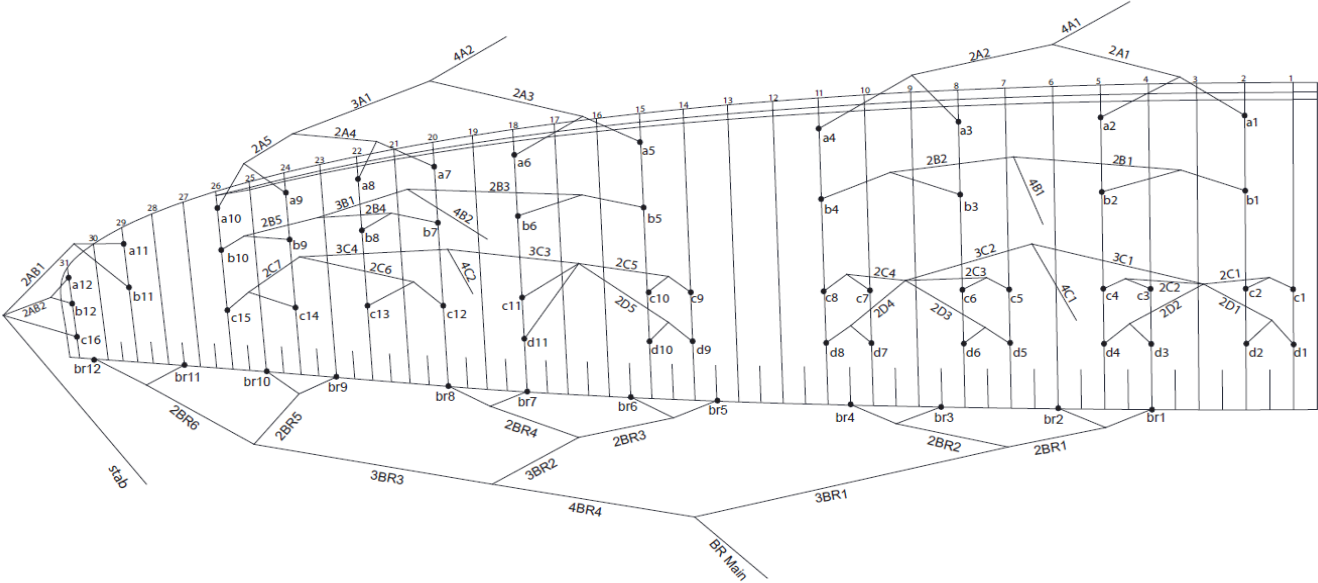 4A1
4A2
2A2
2A1
3A1
2A3
2A5
2A4
1
2
3
4
5
6
7
8
9
10
11
12
13
14
15
16
17
18
19
20
21
22
23
24
25
26
27
28
29
30
31
a1
a2
a3
a4
a5
a6
a7
a8
a9
a10
a11
a12
2AB1
2AB2
2B1
2B2
4B1
2B3
3B1
2B4
4B2
2B5
b1
b2
b3
b4
b5
b6
b7
b8
b9
b10
b11
b12
3C1
3C2
4C1
2C1
2C2
2C3
2C4
3C3
3C4
4C2
2C5
2C6
2C7
c1
c2
c3
c4
c5
c6
c7
c8
c9
c10
c11
c12
c13
c14
c15
c16
2D1
2D2
2D3
2D4
2D5
d1
d2
d3
d4
d5
d6
d7
d8
d9
d10
d11
br12
br11
br10
br9
br8
br7
br6
br5
br4
br3
br2
br1
2BR6
2BR5
2BR4
2BR3
2BR2
2BR1
3BR3
3BR2
3BR1
4BR4
BR Main
stab